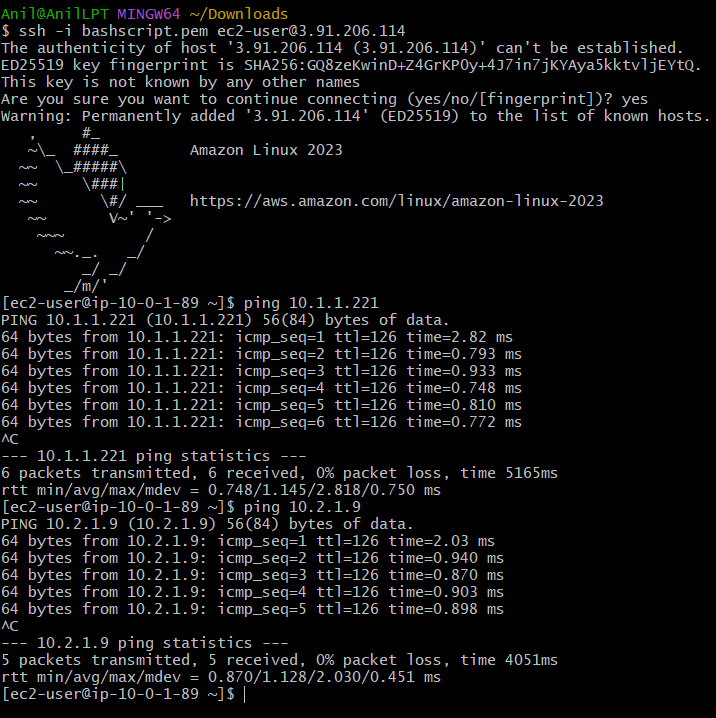 Anil@AnilLPT MINGW64 ~/Downloads
$ ssh -i bashscript.pem ec2-user@3.91.206.114
The authenticity of host '3.91.206.114 (3.91.206.114)' can't be established.
ED25519 key fingerprint is SHA256:GQ8zeKwinD+Z4GrKP0y+4J7in7jKYAya5kktvljEYtQ.
This key is not known by any other names
Are you sure you want to continue connecting (yes/no/[fingerprint])? yes
Warning: Permanently added '3.91.206.114' (ED25519) to the list of known hosts.
   ,     #_
   ~\_  ####_        Amazon Linux 2023
  ~~  \_#####\
  ~~     \###|
  ~~       \#/ ___   https://aws.amazon.com/linux/amazon-linux-2023
   ~~       V~' '->
    ~~~         /
      ~~._.   _/
         _/ _/
       _/m/'
[ec2-user@ip-10-0-1-89 ~]$ ping 10.1.1.221
PING 10.1.1.221 (10.1.1.221) 56(84) bytes of data.
64 bytes from 10.1.1.221: icmp_seq=1 ttl=126 time=2.82 ms
64 bytes from 10.1.1.221: icmp_seq=2 ttl=126 time=0.793 ms
64 bytes from 10.1.1.221: icmp_seq=3 ttl=126 time=0.933 ms
64 bytes from 10.1.1.221: icmp_seq=4 ttl=126 time=0.748 ms
64 bytes from 10.1.1.221: icmp_seq=5 ttl=126 time=0.810 ms
64 bytes from 10.1.1.221: icmp_seq=6 ttl=126 time=0.772 ms
^C
--- 10.1.1.221 ping statistics ---
6 packets transmitted, 6 received, 0% packet loss, time 5165ms
rtt min/avg/max/mdev = 0.748/1.145/2.818/0.750 ms
[ec2-user@ip-10-0-1-89 ~]$ ping 10.2.1.9
PING 10.2.1.9 (10.2.1.9) 56(84) bytes of data.
64 bytes from 10.2.1.9: icmp_seq=1 ttl=126 time=2.03 ms
64 bytes from 10.2.1.9: icmp_seq=2 ttl=126 time=0.940 ms
64 bytes from 10.2.1.9: icmp_seq=3 ttl=126 time=0.870 ms
64 bytes from 10.2.1.9: icmp_seq=4 ttl=126 time=0.903 ms
64 bytes from 10.2.1.9: icmp_seq=5 ttl=126 time=0.898 ms
^C
--- 10.2.1.9 ping statistics ---
5 packets transmitted, 5 received, 0% packet loss, time 4051ms
rtt min/avg/max/mdev = 0.870/1.128/2.030/0.451 ms
[ec2-user@ip-10-0-1-89 ~]$